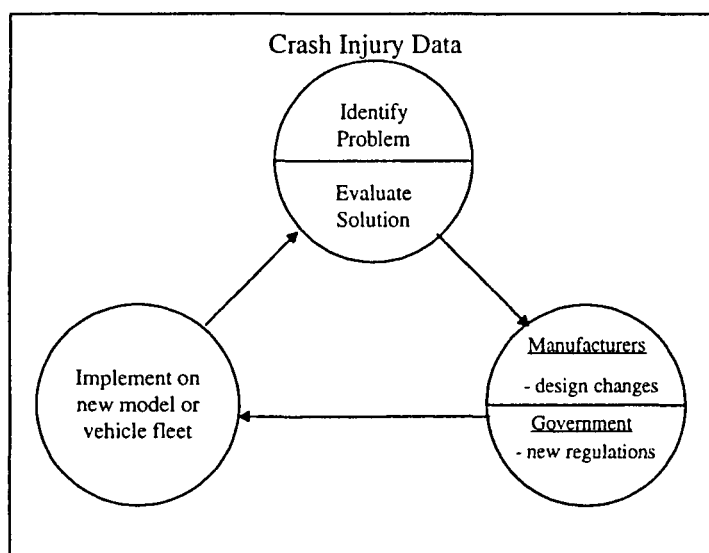 Crash Injury Data
Identify
Problem
Evaluate
Solution
Manufacturers
- design changes
Government
- new regulations
Implement on
new model or
vehicle fleet